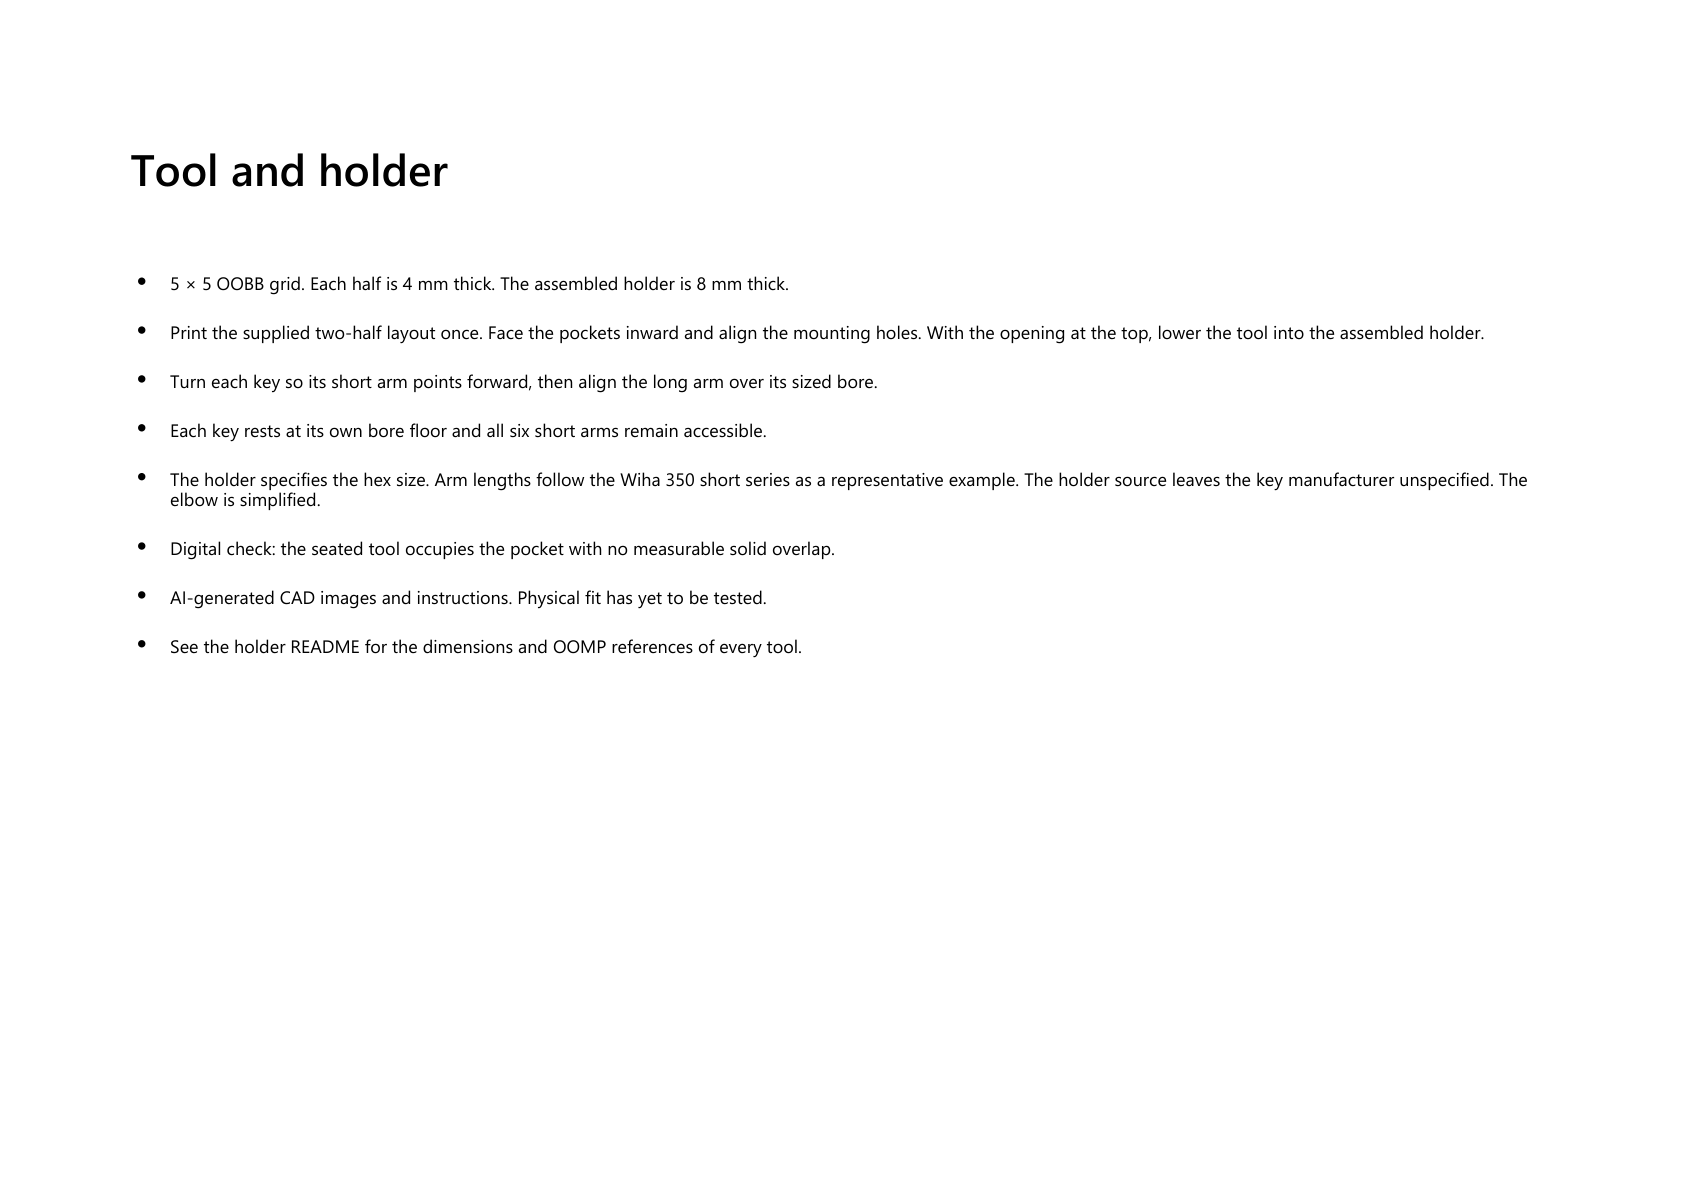 Tool and holder
• 5 × 5 OOBB grid. Each half is 4 mm thick. The assembled holder is 8 mm thick.
• Print the supplied two-half layout once. Face the pockets inward and align the mounting holes. With the opening at the top, lower the tool into the assembled holder.
• Turn each key so its short arm points forward, then align the long arm over its sized bore.
• Each key rests at its own bore floor and all six short arms remain accessible.
• The holder specifies the hex size. Arm lengths follow the Wiha 350 short series as a representative example. The holder source leaves the key manufacturer unspecified. The
elbow is simplified.
• Digital check: the seated tool occupies the pocket with no measurable solid overlap.
• AI-generated CAD images and instructions. Physical fit has yet to be tested.
• See the holder README for the dimensions and OOMP references of every tool.